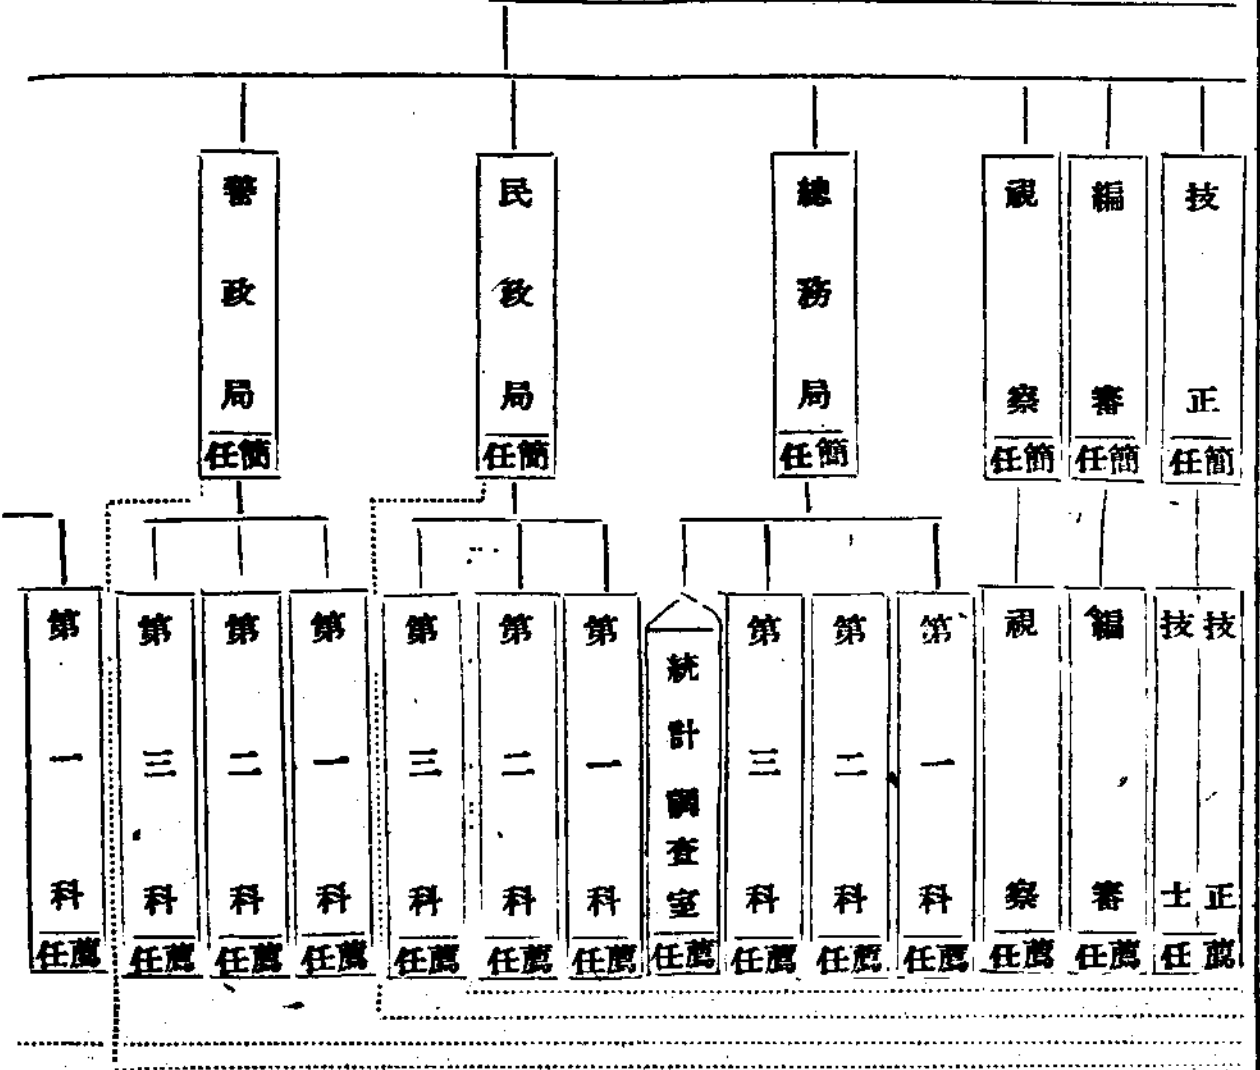 技正
簡任
編審
簡任
視察
簡任
總務局
簡任
民政局
簡任
警政局
簡任
技正
技士
薦任
編審
薦任
視察
薦任
第一科
薦任
第二科
薦任
第三科
薦任
統計調査室
薦任
第一科
薦任
第二科
薦任
第三科
薦任
第一科
薦任
第二科
薦任
第三科
薦任
第一科
薦任